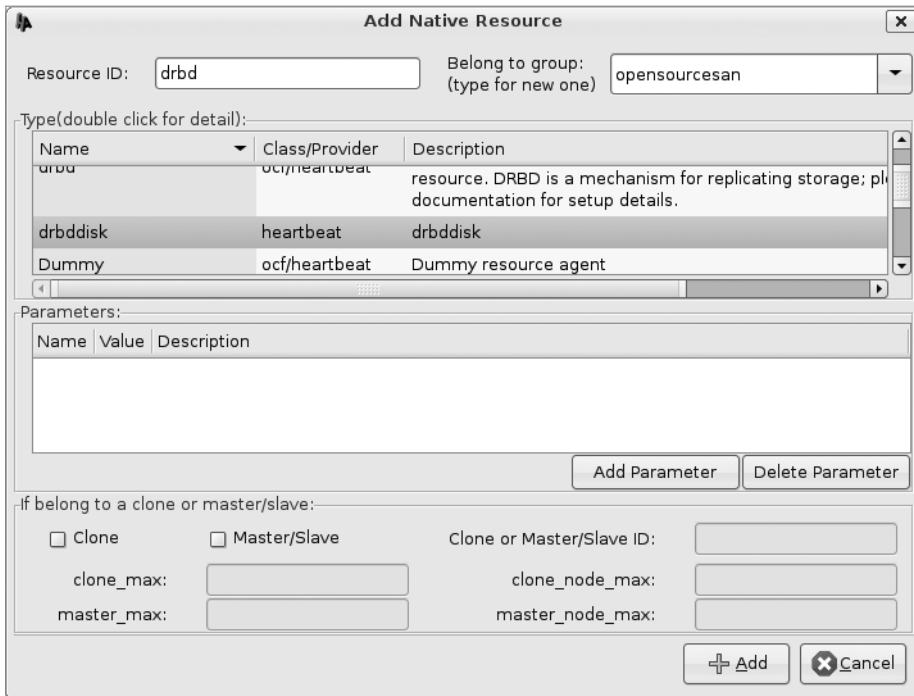 Add Native Resource
Resource ID: drbd
Belong to group:
(type for new one)
opensourcesan
Type(double click for detail):
Name Class/Provider Description
drbd ocf/heartbeat
resource. DRBD is a mechanism for replicating storage;
documentation for setup details.
drbddisk heartbeat drbddisk
Dummy ocf/heartbeat Dummy resource agent
Parameters:
Name Value Description
Add Parameter Delete Parameter
If belong to a clone or master/slave:
Clone Master/Slave Clone or Master/Slave ID:
clone_max: clone_node_max:
master_max: master_node_max:
Add Cancel